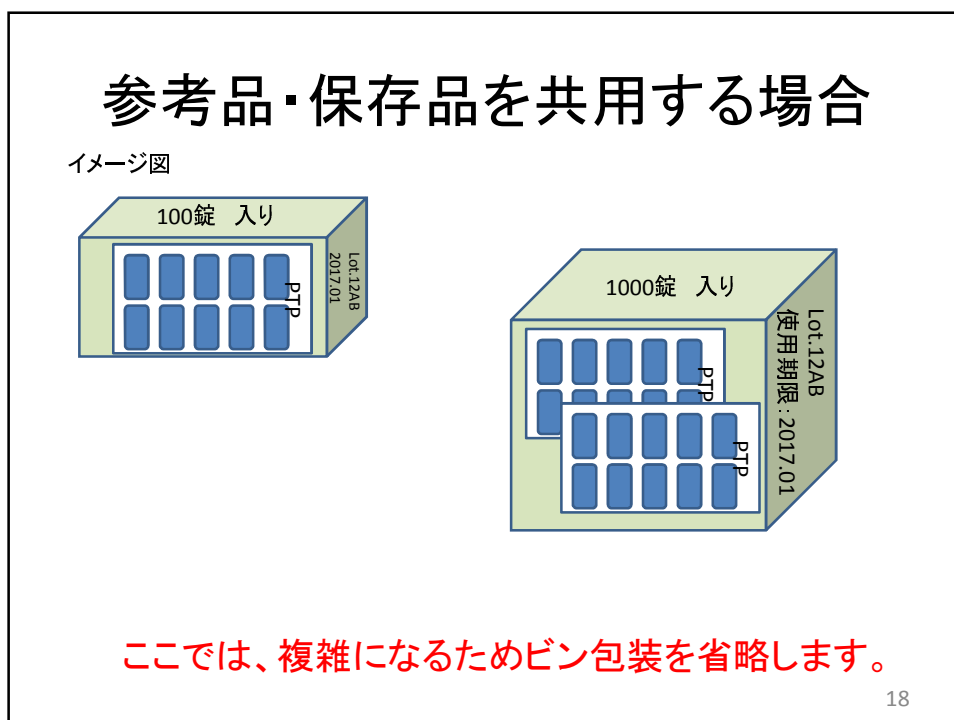 参考品・保存品を共用する場合
イメージ図
100錠　入り
PTP
Lot.12AB
2017.01
1000錠　入り
PTP
PTP
Lot.12AB
使用期限：2017.01
ここでは、複雑になるためビン包装を省略します。
18